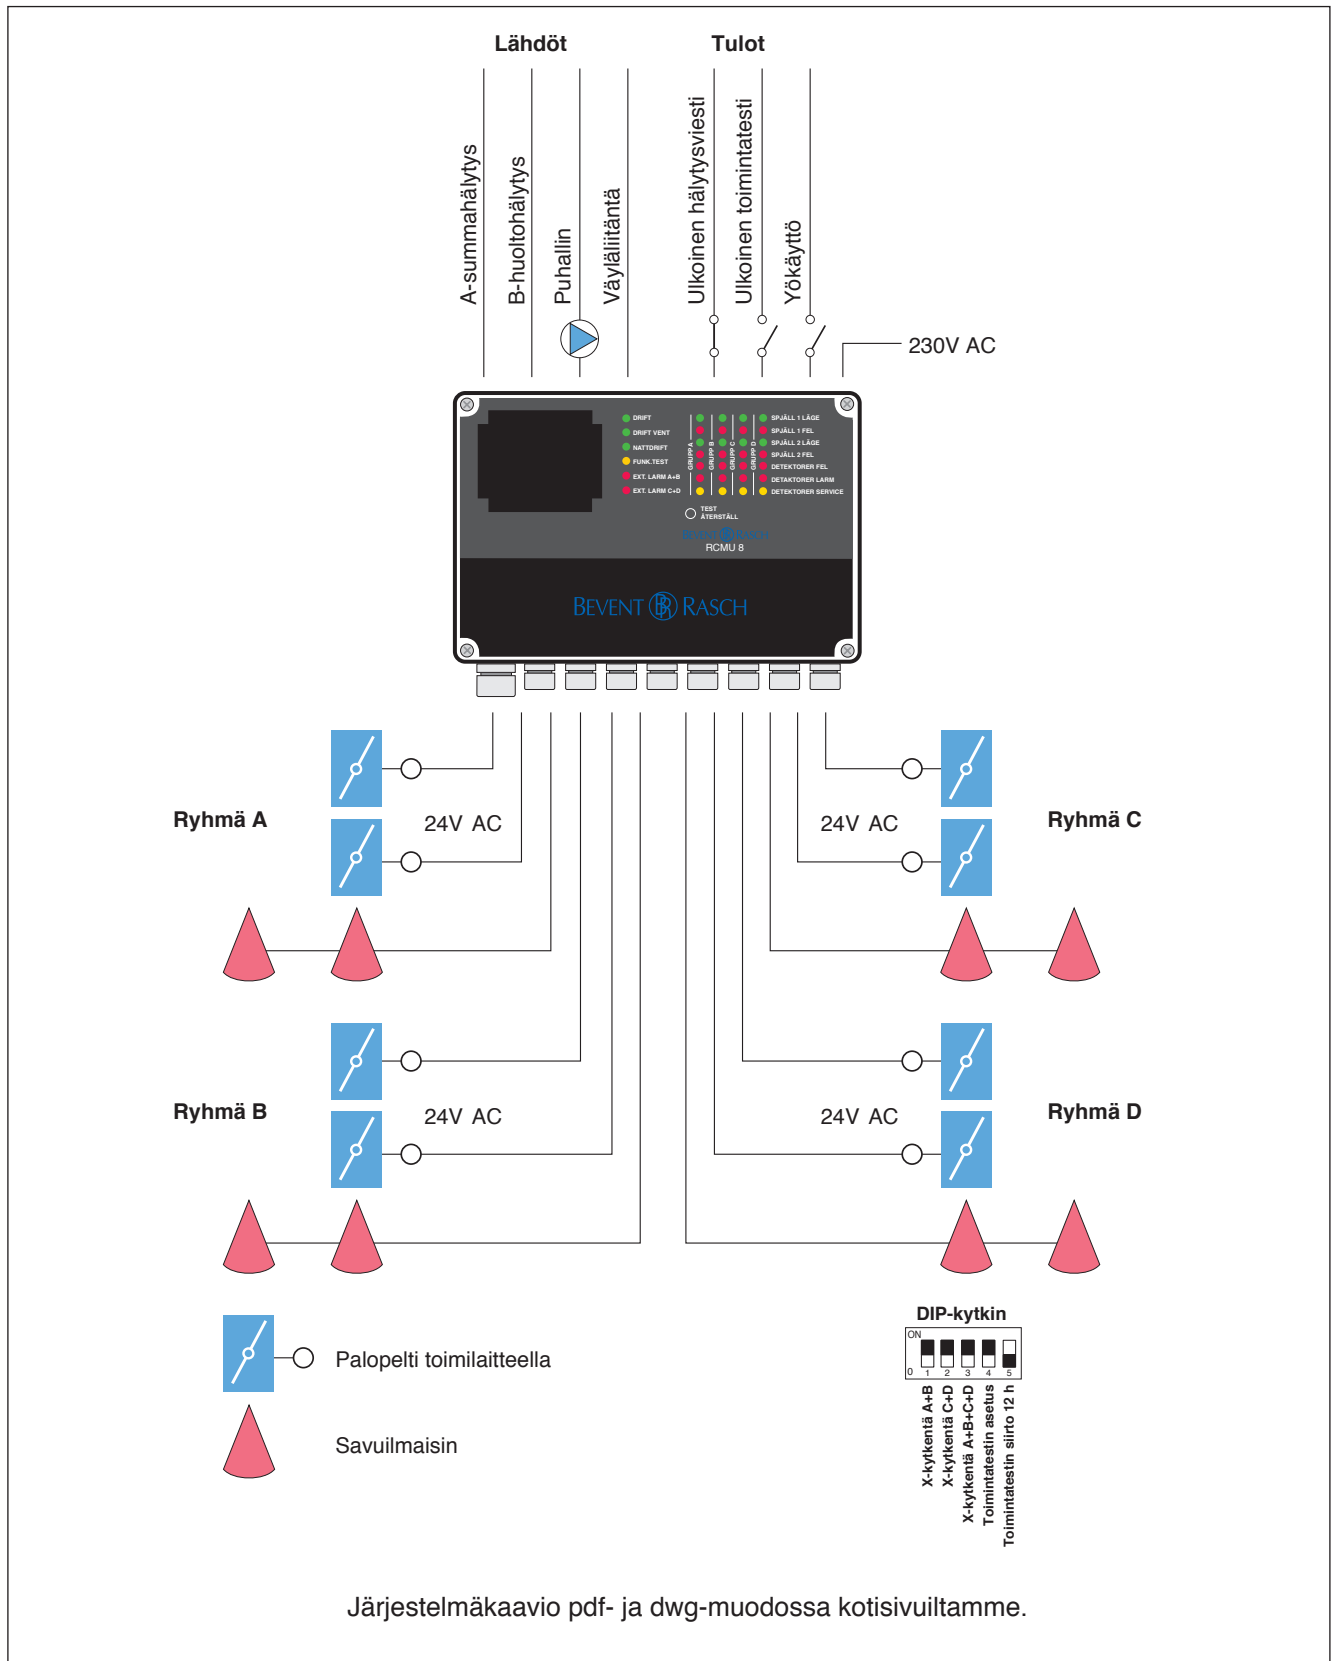 Lähdöt
Tulot
A-summahälytys
B-huoltohälytys
Puhallin
Väyläliitäntä
Ulkoinen hälytysviesti
Ulkoinen toimintatesti
Yökäyttö
230V AC
DRIFT
DRIFT VENT
NATTDRIFT
FUNK.TEST
EXT. LARM A+B
EXT. LARM C+D
GRUPP A
GRUPP B
GRUPP C
GRUPP D
SPJÄLL 1 LÄGE
SPJÄLL 1 FEL
SPJÄLL 2 LÄGE
SPJÄLL 2 FEL
DETEKTORER FEL
DETAKTORER LARM
DETEKTORER SERVICE
TEST
ÅTERSTÄLL
BEVENT BR RASCH
RCMU 8
BEVENT BR RASCH
Ryhmä A
24V AC
24V AC
Ryhmä C
Ryhmä B
24V AC
24V AC
Ryhmä D
Palopelti toimilaitteella
Savuilmaisin
DIP-kytkin
ON
0 1 2 3 4 5
X-kytkentä A+B
X-kytkentä C+D
X-kytkentä A+B+C+D
Toimintatestin asetus
Toimintatestin siirto 12 h
Järjestelmäkaavio pdf- ja dwg-muodossa kotisivuiltamme.